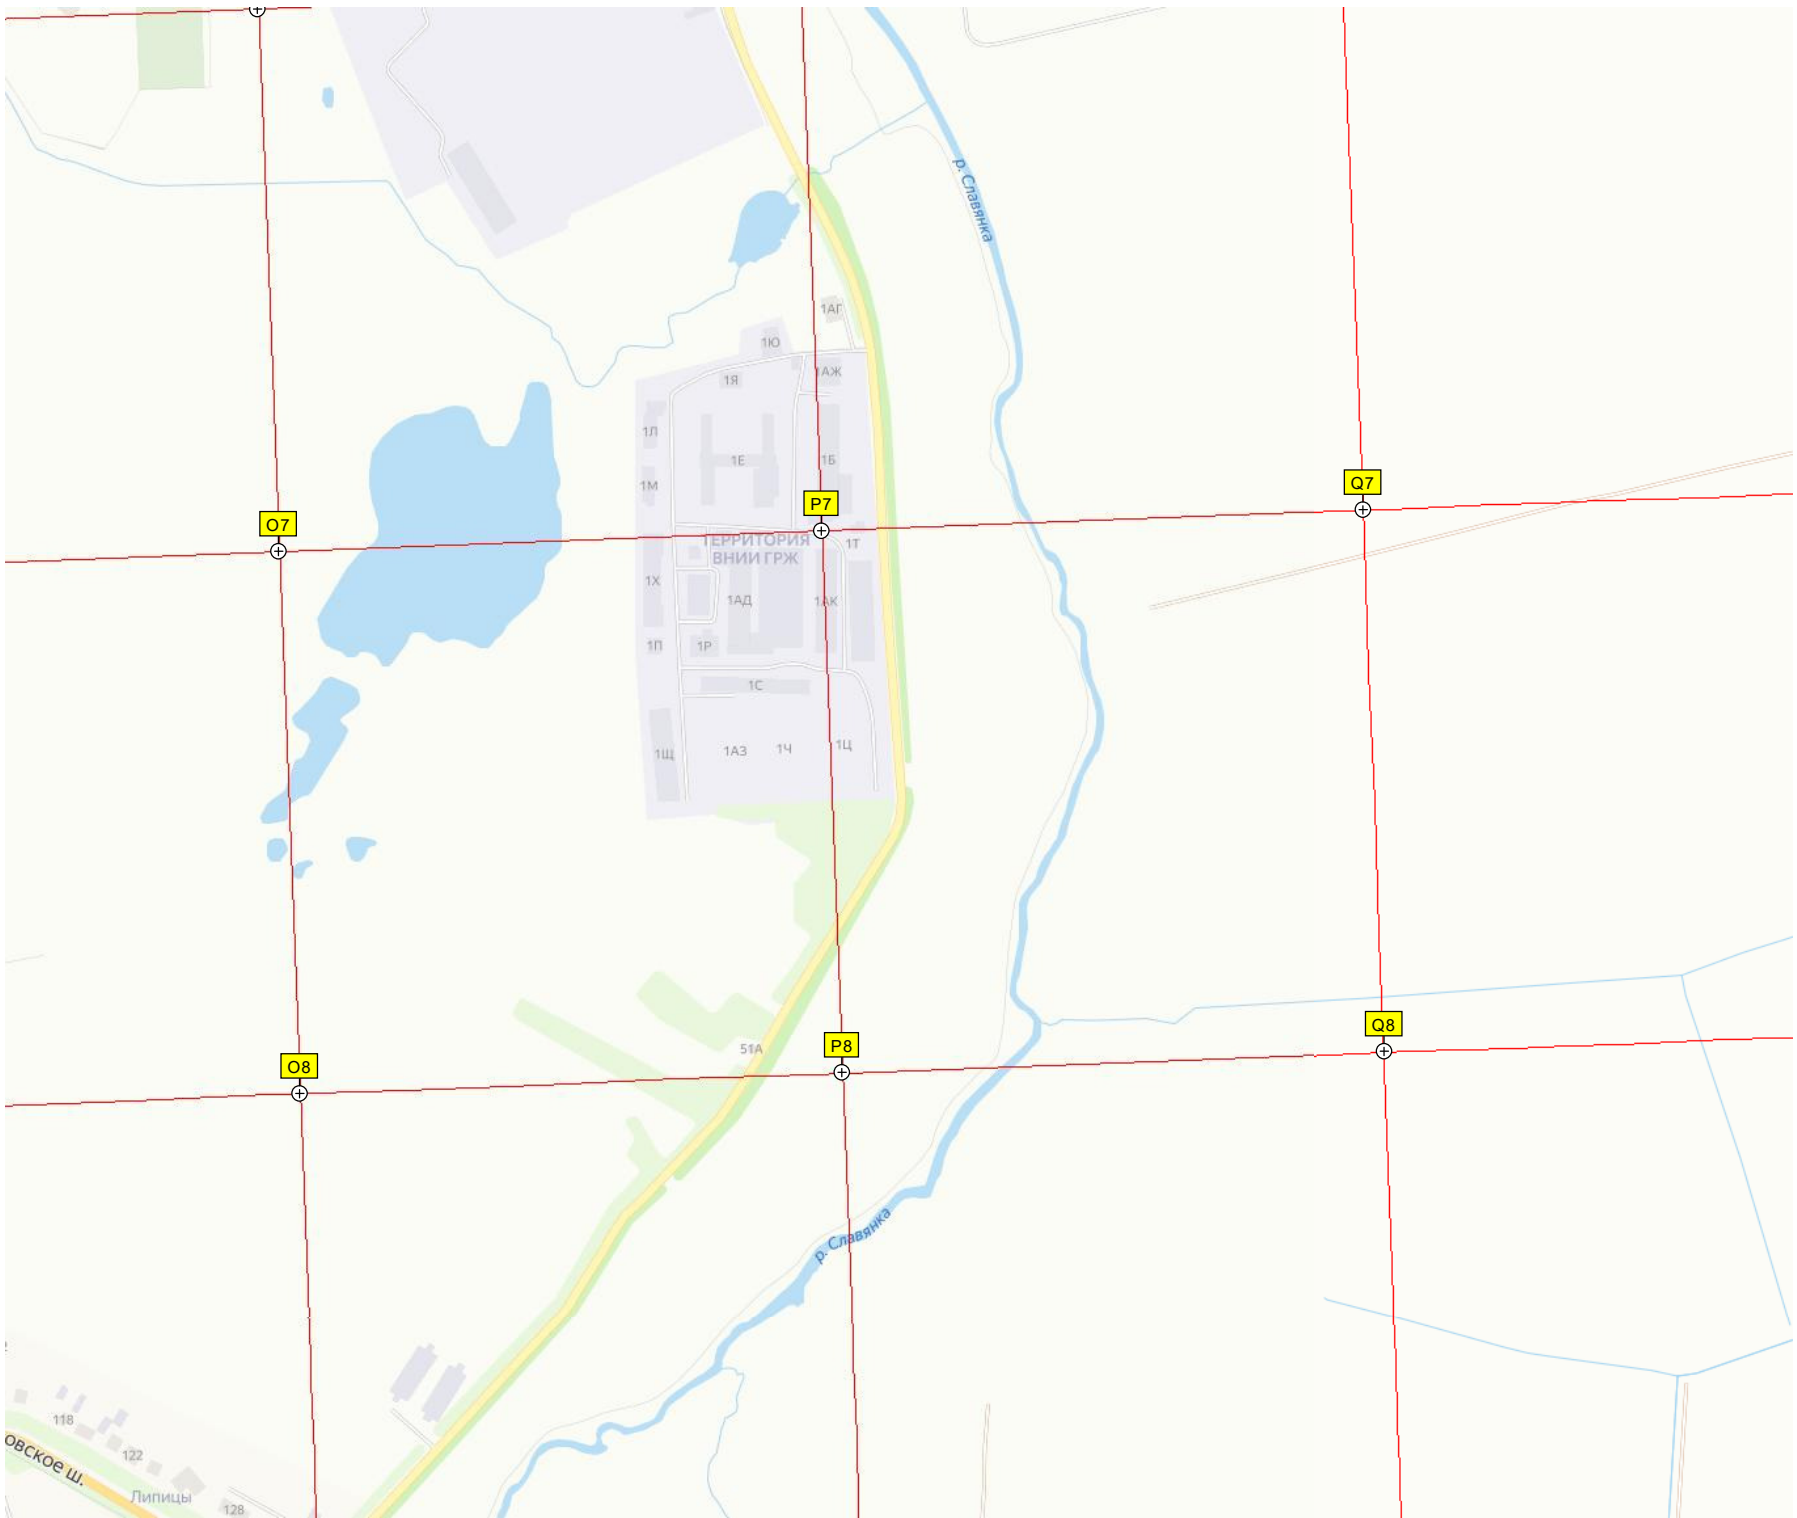 р. Славянка
1АГ
1Ю
1АЖ
1Я
1Л
1Е
1Б
1М
Q7
P7
O7
1Т
ТЕРРИТОРИЯ
ВНИИ ГРЖ
1Х
1АД
1АК
1П
1Р
1С
1Щ
1АЗ
1Ч
1Ц
Q8
P8
51А
O8
р. Славянка
118
122
овское ш.
Липицы
128